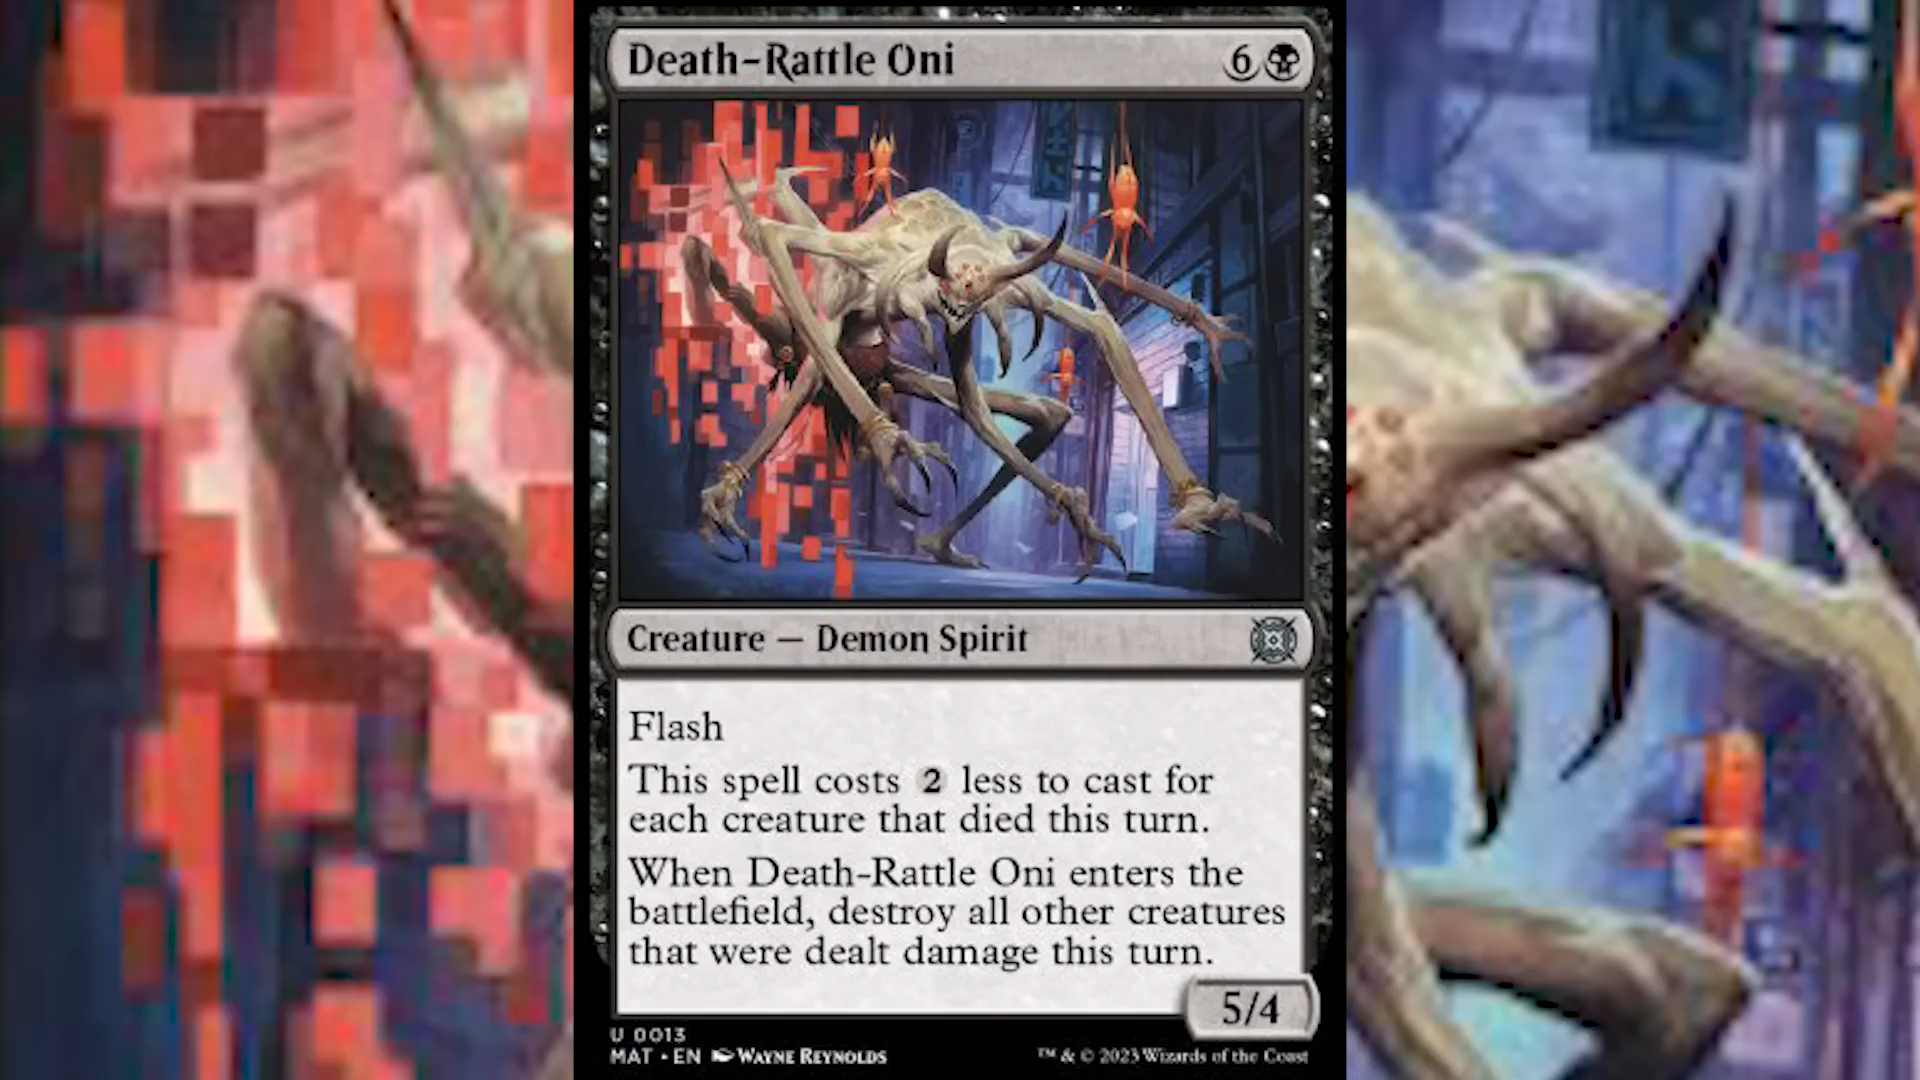 Death-Rattle Oni 6
Creature — Demon Spirit
Flash
This spell costs 2 less to cast for
each creature that died this turn.
When Death-Rattle Oni enters the
battlefield, destroy all other creatures
that were dealt damage this turn.
5/4
U 0013
MAT • EN WAYNE REYNOLDS
™ & © 2023 Wizards of the Coast